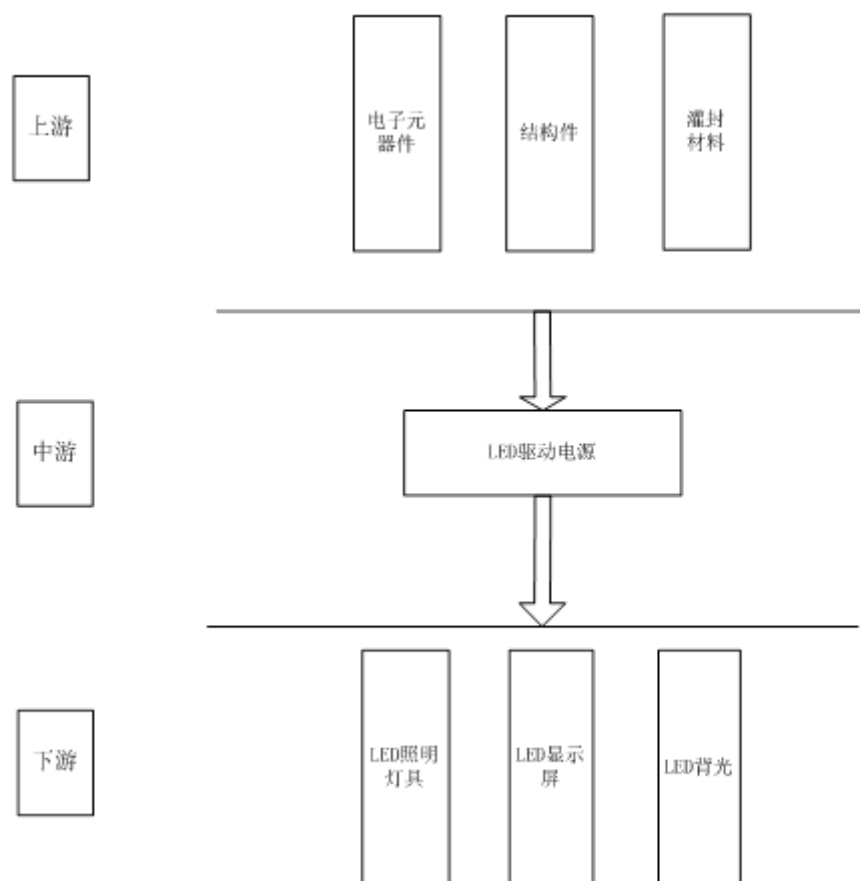 上游
电子元
器件
结构件
灌封
材料
中游
LED驱动电源
下游
LED照明
灯具
LED显示
屏
LED背光